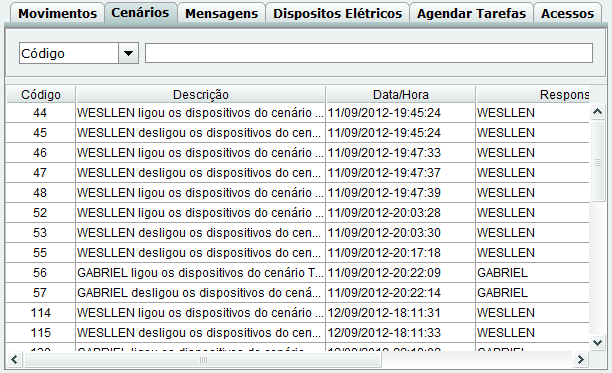 Movimentos Cenários Mensagens Dispositos Elétricos Agendar Tarefas Acessos
Código
Código Descrição Data/Hora Respons
44 WESLLEN ligou os dispositivos do cenário ... 11/09/2012-19:45:24 WESLLEN
45 WESLLEN desligou os dispositivos do cen... 11/09/2012-19:45:24 WESLLEN
46 WESLLEN ligou os dispositivos do cenário ... 11/09/2012-19:47:33 WESLLEN
47 WESLLEN desligou os dispositivos do cen... 11/09/2012-19:47:37 WESLLEN
48 WESLLEN ligou os dispositivos do cenário ... 11/09/2012-19:47:39 WESLLEN
52 WESLLEN ligou os dispositivos do cenário ... 11/09/2012-20:03:28 WESLLEN
53 WESLLEN desligou os dispositivos do cen... 11/09/2012-20:03:30 WESLLEN
55 WESLLEN desligou os dispositivos do cen... 11/09/2012-20:17:18 WESLLEN
56 GABRIEL ligou os dispositivos do cenário T... 11/09/2012-20:22:09 GABRIEL
57 GABRIEL desligou os dispositivos do cená... 11/09/2012-20:22:14 GABRIEL
114 WESLLEN ligou os dispositivos do cenário ... 12/09/2012-18:11:31 WESLLEN
115 WESLLEN desligou os dispositivos do cen... 12/09/2012-18:11:33 WESLLEN
GABRIEL ligou os dispositivos do cenário